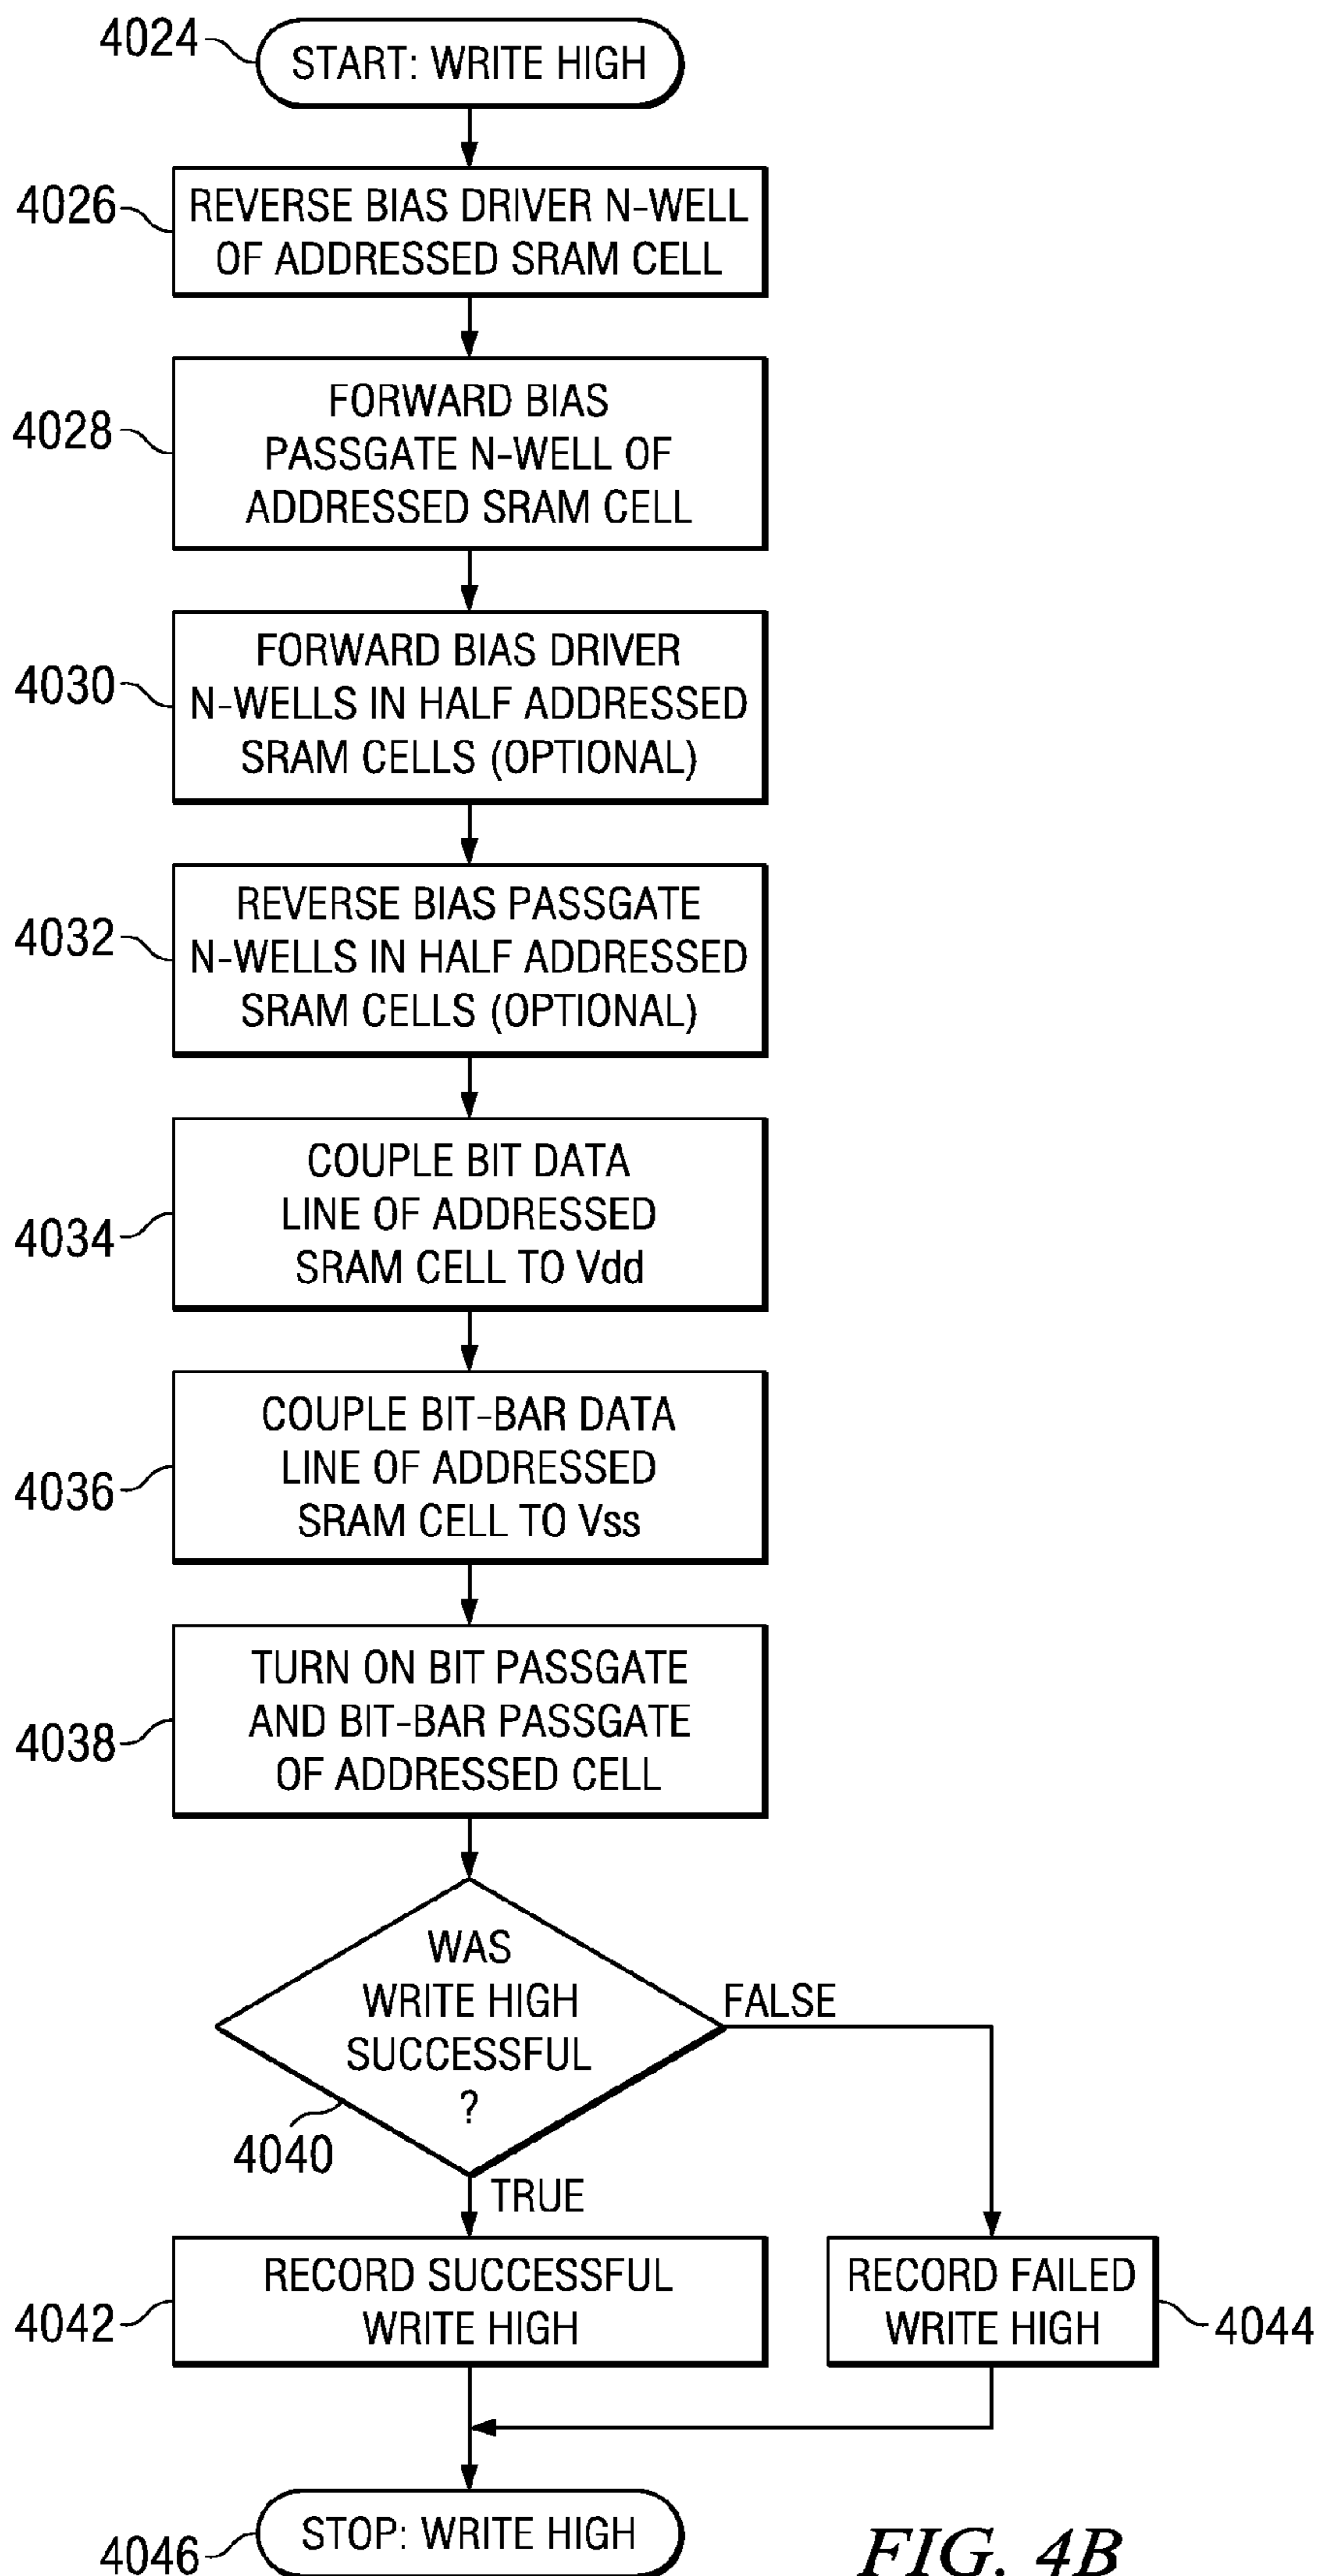 4024
START: WRITE HIGH
4026
REVERSE BIAS DRIVER N-WELL
OF ADDRESSED SRAM CELL
4028
FORWARD BIAS
PASSGATE N-WELL OF
ADDRESSED SRAM CELL
4030
FORWARD BIAS DRIVER
N-WELLS IN HALF ADDRESSED
SRAM CELLS (OPTIONAL)
4032
REVERSE BIAS PASSGATE
N-WELLS IN HALF ADDRESSED
SRAM CELLS (OPTIONAL)
4034
COUPLE BIT DATA
LINE OF ADDRESSED
SRAM CELL TO Vdd
4036
COUPLE BIT-BAR DATA
LINE OF ADDRESSED
SRAM CELL TO Vss
4038
TURN ON BIT PASSGATE
AND BIT-BAR PASSGATE
OF ADDRESSED CELL
WAS
WRITE HIGH
SUCCESSFUL
?
FALSE
4040
TRUE
4042
RECORD SUCCESSFUL
WRITE HIGH
RECORD FAILED
WRITE HIGH
4044
4046
STOP: WRITE HIGH
FIG. 4B